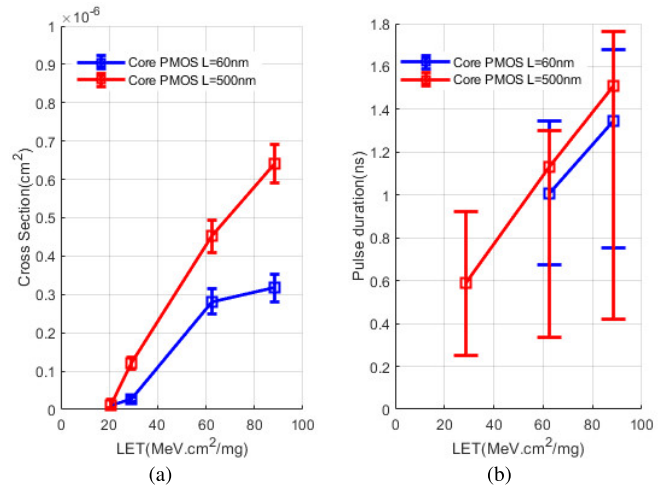 ×10⁻⁶
1
0.9
0.8
0.7
0.6
0.5
0.4
0.3
0.2
0.1
0
0 20 40 60 80 100
Cross Section(cm²)
LET(MeV.cm²/mg)
Core PMOS L=60nm
Core PMOS L=500nm
(a)
1.8
1.6
1.4
1.2
1
0.8
0.6
0.4
0.2
0
0 20 40 60 80 100
Pulse duration(ns)
LET(MeV.cm²/mg)
Core PMOS L=60nm
Core PMOS L=500nm
(b)